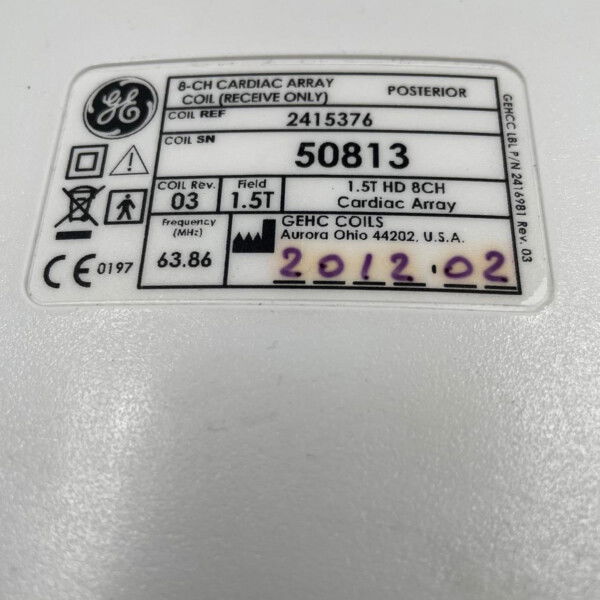 GE
8-CH CARDIAC ARRAY
COIL (RECEIVE ONLY)
POSTERIOR
COIL REF
2415376
COIL SN
50813
COIL Rev.
03
Field
1.5T
1.5T HD 8CH
Cardiac Array
Frequency
(MHz)
63.86
GEHC COILS
Aurora Ohio 44202, U.S.A.
2012.02
CE 0197
GEHCC LBL P/N 2416981 Rev. 03